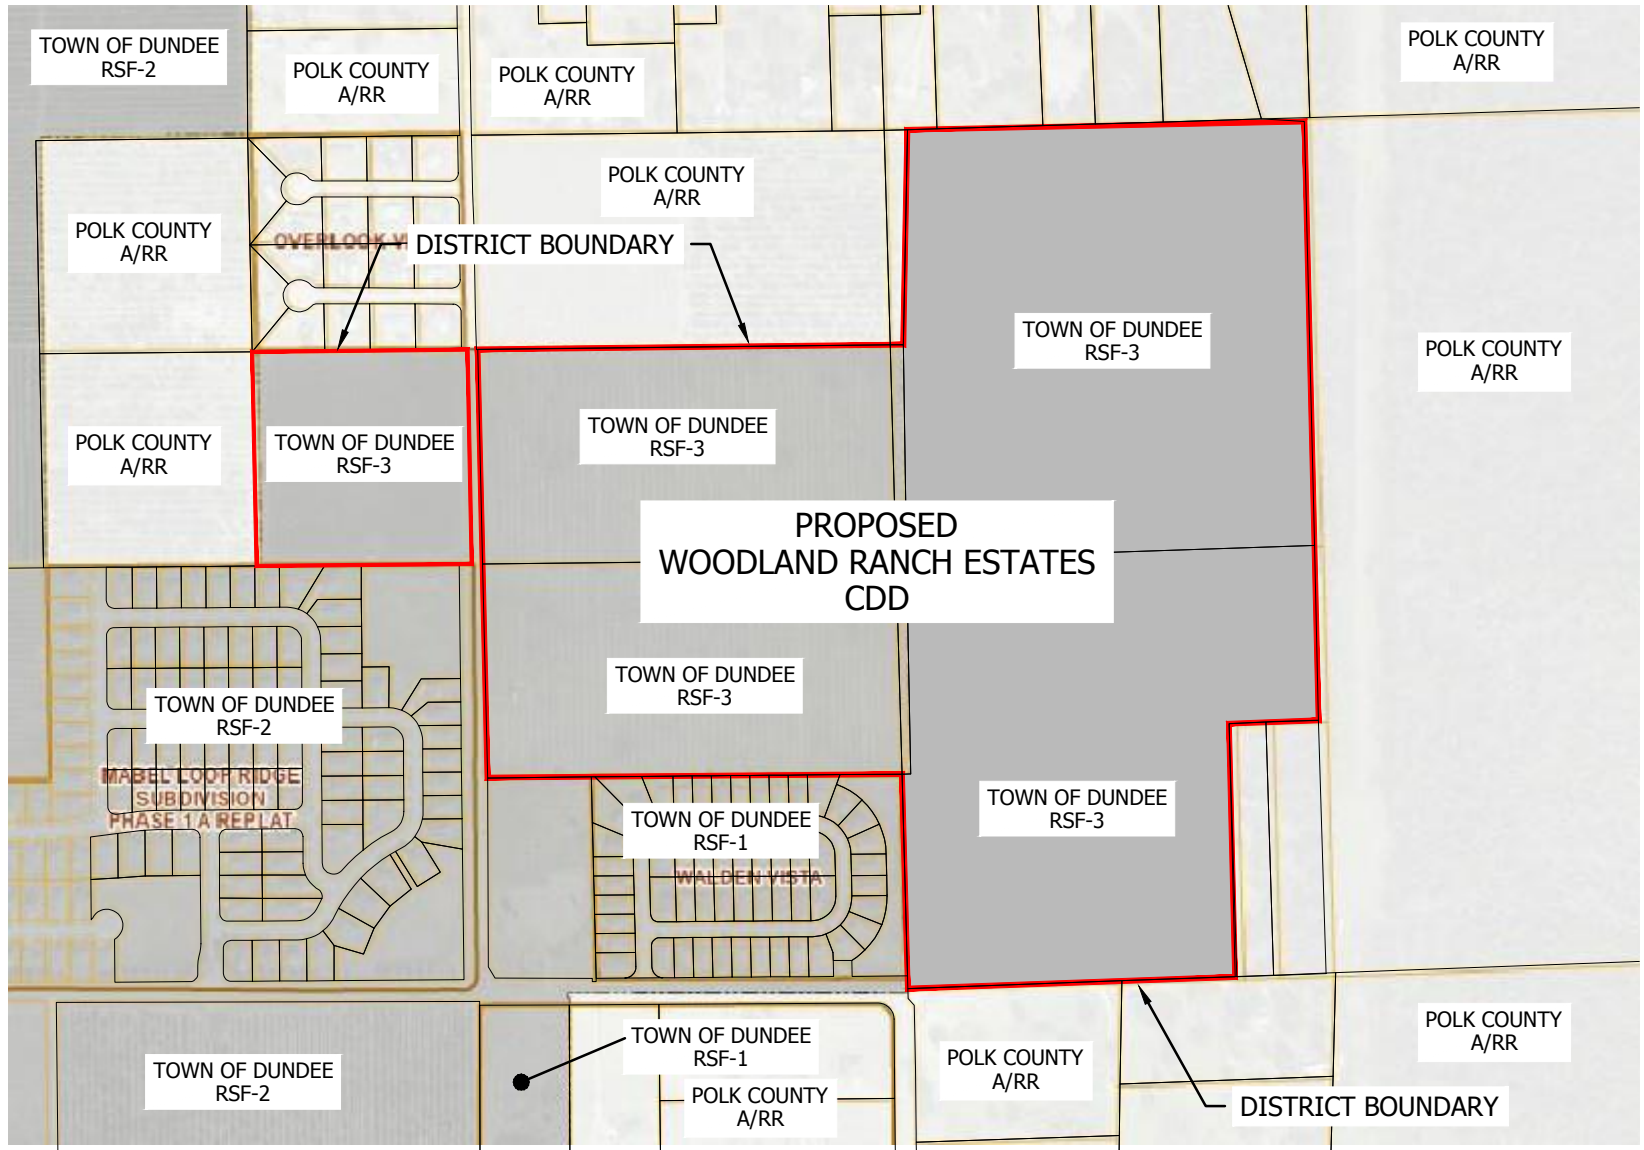 TOWN OF DUNDEE
RSF-2
POLK COUNTY
A/RR
POLK COUNTY
A/RR
POLK COUNTY
A/RR
POLK COUNTY
A/RR
POLK COUNTY
A/RR
OVERLOOK VI
DISTRICT BOUNDARY
TOWN OF DUNDEE
RSF-3
POLK COUNTY
A/RR
POLK COUNTY
A/RR
TOWN OF DUNDEE
RSF-3
TOWN OF DUNDEE
RSF-3
PROPOSED
WOODLAND RANCH ESTATES
CDD
TOWN OF DUNDEE
RSF-3
TOWN OF DUNDEE
RSF-2
MABEL LOOP RIDGE
SUBDIVISION
PHASE 1 A REPLAT
TOWN OF DUNDEE
RSF-1
WALDEN VISTA
TOWN OF DUNDEE
RSF-3
TOWN OF DUNDEE
RSF-2
TOWN OF DUNDEE
RSF-1
POLK COUNTY
A/RR
POLK COUNTY
A/RR
POLK COUNTY
A/RR
DISTRICT BOUNDARY